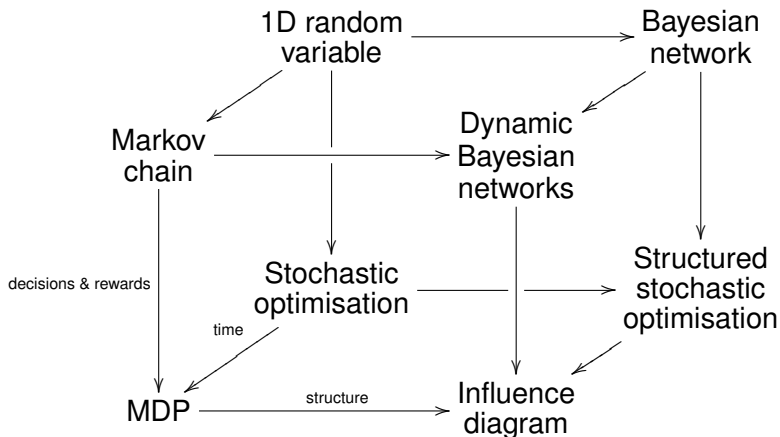 1D random
variable
Bayesian
network
Markov
chain
Dynamic
Bayesian
networks
decisions & rewards
Stochastic
optimisation
Structured
stochastic
optimisation
time
MDP
structure
Influence
diagram